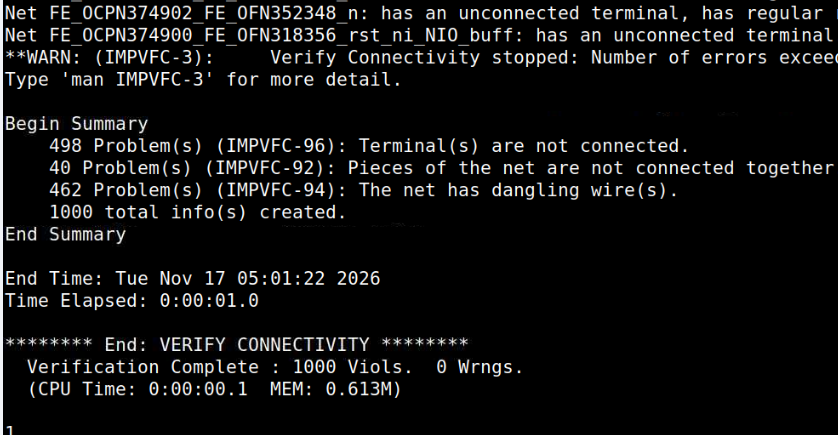 Net FE_OCPN374902_FE_OFN352348_n: has an unconnected terminal, has regular
Net FE_OCPN374900_FE_OFN318356_rst_ni_NIO_buff: has an unconnected terminal
**WARN: (IMPVFC-3):     Verify Connectivity stopped: Number of errors excee
Type 'man IMPVFC-3' for more detail.
Begin Summary
    498 Problem(s) (IMPVFC-96): Terminal(s) are not connected.
    40 Problem(s) (IMPVFC-92): Pieces of the net are not connected together
    462 Problem(s) (IMPVFC-94): The net has dangling wire(s).
    1000 total info(s) created.
End Summary
End Time: Tue Nov 17 05:01:22 2026
Time Elapsed: 0:00:01.0
******** End: VERIFY CONNECTIVITY ********
  Verification Complete : 1000 Viols.  0 Wrngs.
  (CPU Time: 0:00:00.1  MEM: 0.613M)
1